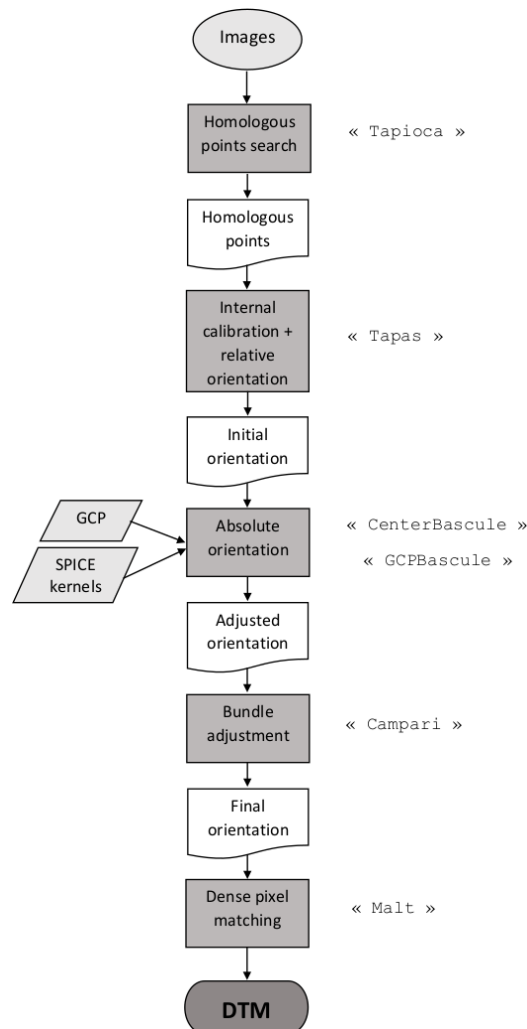 Images
Homologous
points search
« Tapioca »
Homologous
points
Internal
calibration +
relative
orientation
« Tapas »
Initial
orientation
GCP
SPICE
kernels
Absolute
orientation
« CenterBascule »
« GCPBascule »
Adjusted
orientation
Bundle
adjustment
« Campari »
Final
orientation
Dense pixel
matching
« Malt »
DTM